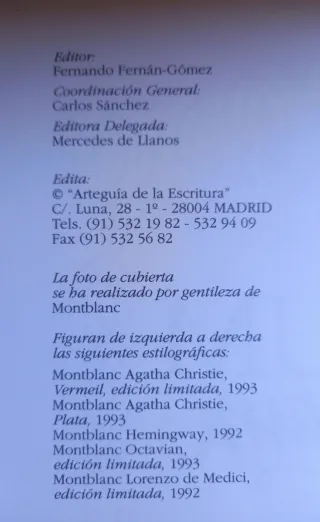 Editor:
Fernando Fernán-Gómez
Coordinación General:
Carlos Sánchez
Editora Delegada:
Mercedes de Llanos
Edita:
© "Arteguía de la Escritura"
C/. Luna, 28 - 1º - 28004 MADRID
Tels. (91) 532 19 82 - 532 94 09
Fax (91) 532 56 82
La foto de cubierta
se ha realizado por gentileza de
Montblanc
Figuran de izquierda a derecha
las siguientes estilográficas:
Montblanc Agatha Christie,
Vermeil, edición limitada, 1993
Montblanc Agatha Christie,
Plata, 1993
Montblanc Hemingway, 1992
Montblanc Octavian,
edición limitada, 1993
Montblanc Lorenzo de Medici,
edición limitada, 1992